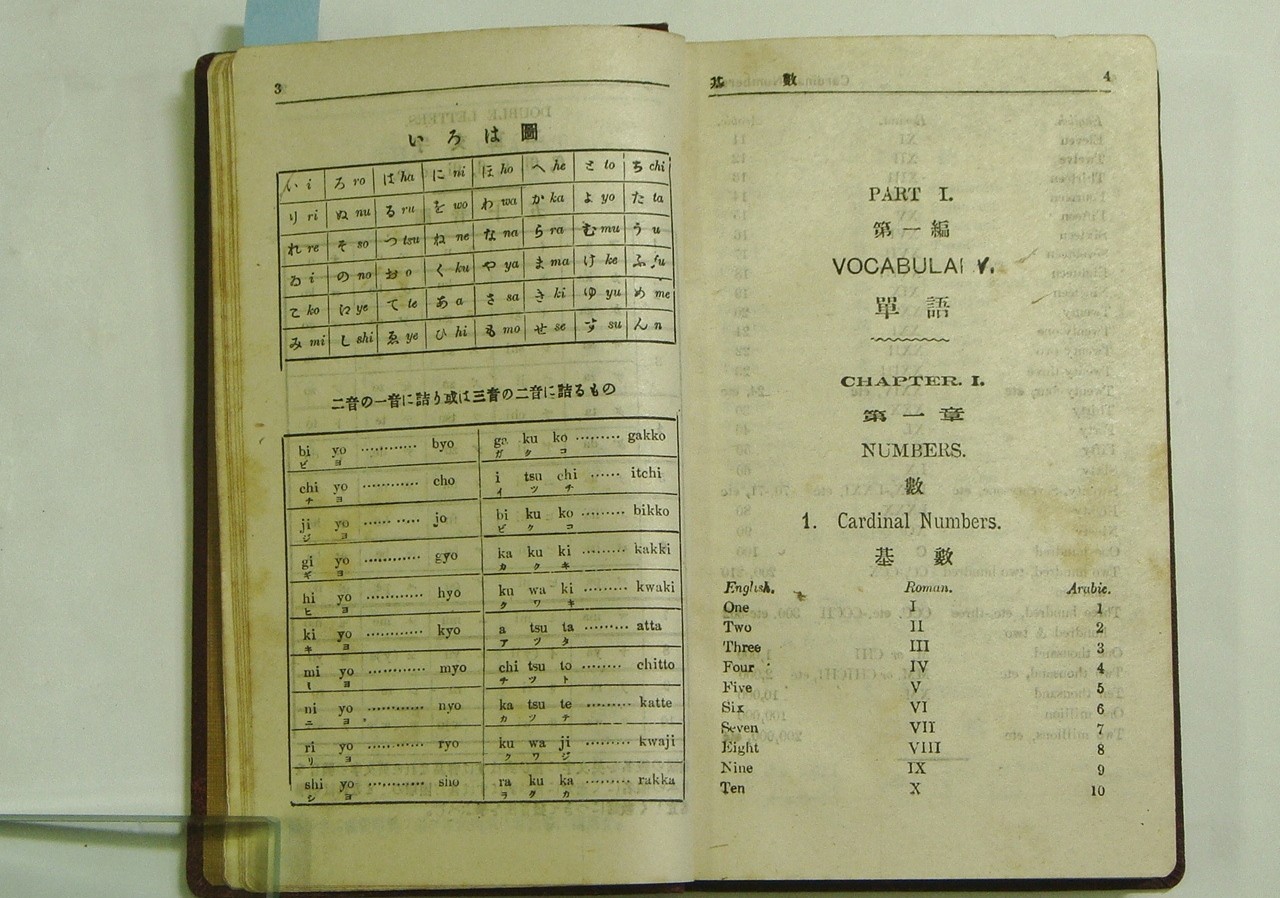 3
いろは圖
い i ろ ro は ha に ni ほ ho へ he と to ち chi
り ri ぬ nu る ru を wo わ wa か ka よ yo た ta
れ re そ so つ tsu ね ne な na ら ra む mu う u
ゐ i の no お o く ku や ya ま ma け ke ふ fu
こ ko え ye て te あ a さ sa き ki ゆ yu め me
み mi し shi ゑ ye ひ hi も mo せ se す su ん n
二音の一音に詰り或は三音の二音に詰るもの
bi yo ………… byo ga ku ko ……… gakko
ビ ヨ ガ ク コ
chi yo ………… cho i tsu chi …… itchi
チ ヨ イ ツ チ
ji yo ………… jo bi ku ko ……… bikko
ジ ヨ ビ ク コ
gi yo ………… gyo ka ku ki ……… kakki
ギ ヨ カ ク キ
hi yo ………… hyo ku wa ki ……… kwaki
ヒ ヨ ク ワ キ
ki yo ………… kyo a tsu ta ……… atta
キ ヨ ア ツ タ
mi yo ………… myo chi tsu to ……… chitto
ミ ヨ チ ツ ト
ni yo ………… nyo ka tsu te ……… katte
ニ ヨ カ ツ テ
ri yo ………… ryo ku wa ji ……… kwaji
リ ヨ ク ワ ジ
shi yo ………… sho ra ku ka ……… rakka
シ ヨ ラ ク カ
基 數 4
PART I.
第一編
VOCABULARY.
單語
CHAPTER. I.
第一章
NUMBERS.
數
1. Cardinal Numbers.
基 數
English. Roman. Arabic.
One I 1
Two II 2
Three III 3
Four IV 4
Five V 5
Six VI 6
Seven VII 7
Eight VIII 8
Nine IX 9
Ten X 10